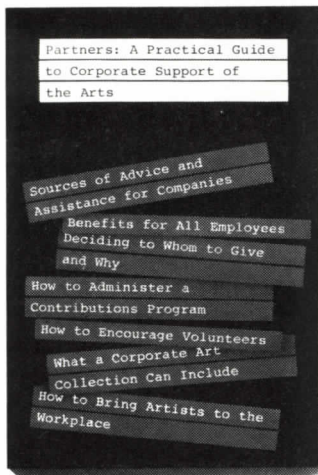 Partners: A Practical Guide
to Corporate Support of
the Arts
Sources of Advice and
Assistance for Companies
Benefits for All Employees
Deciding to Whom to Give
and Why
How to Administer a
Contributions Program
How to Encourage Volunteers
What a Corporate Art
Collection Can Include
How to Bring Artists to the
Workplace